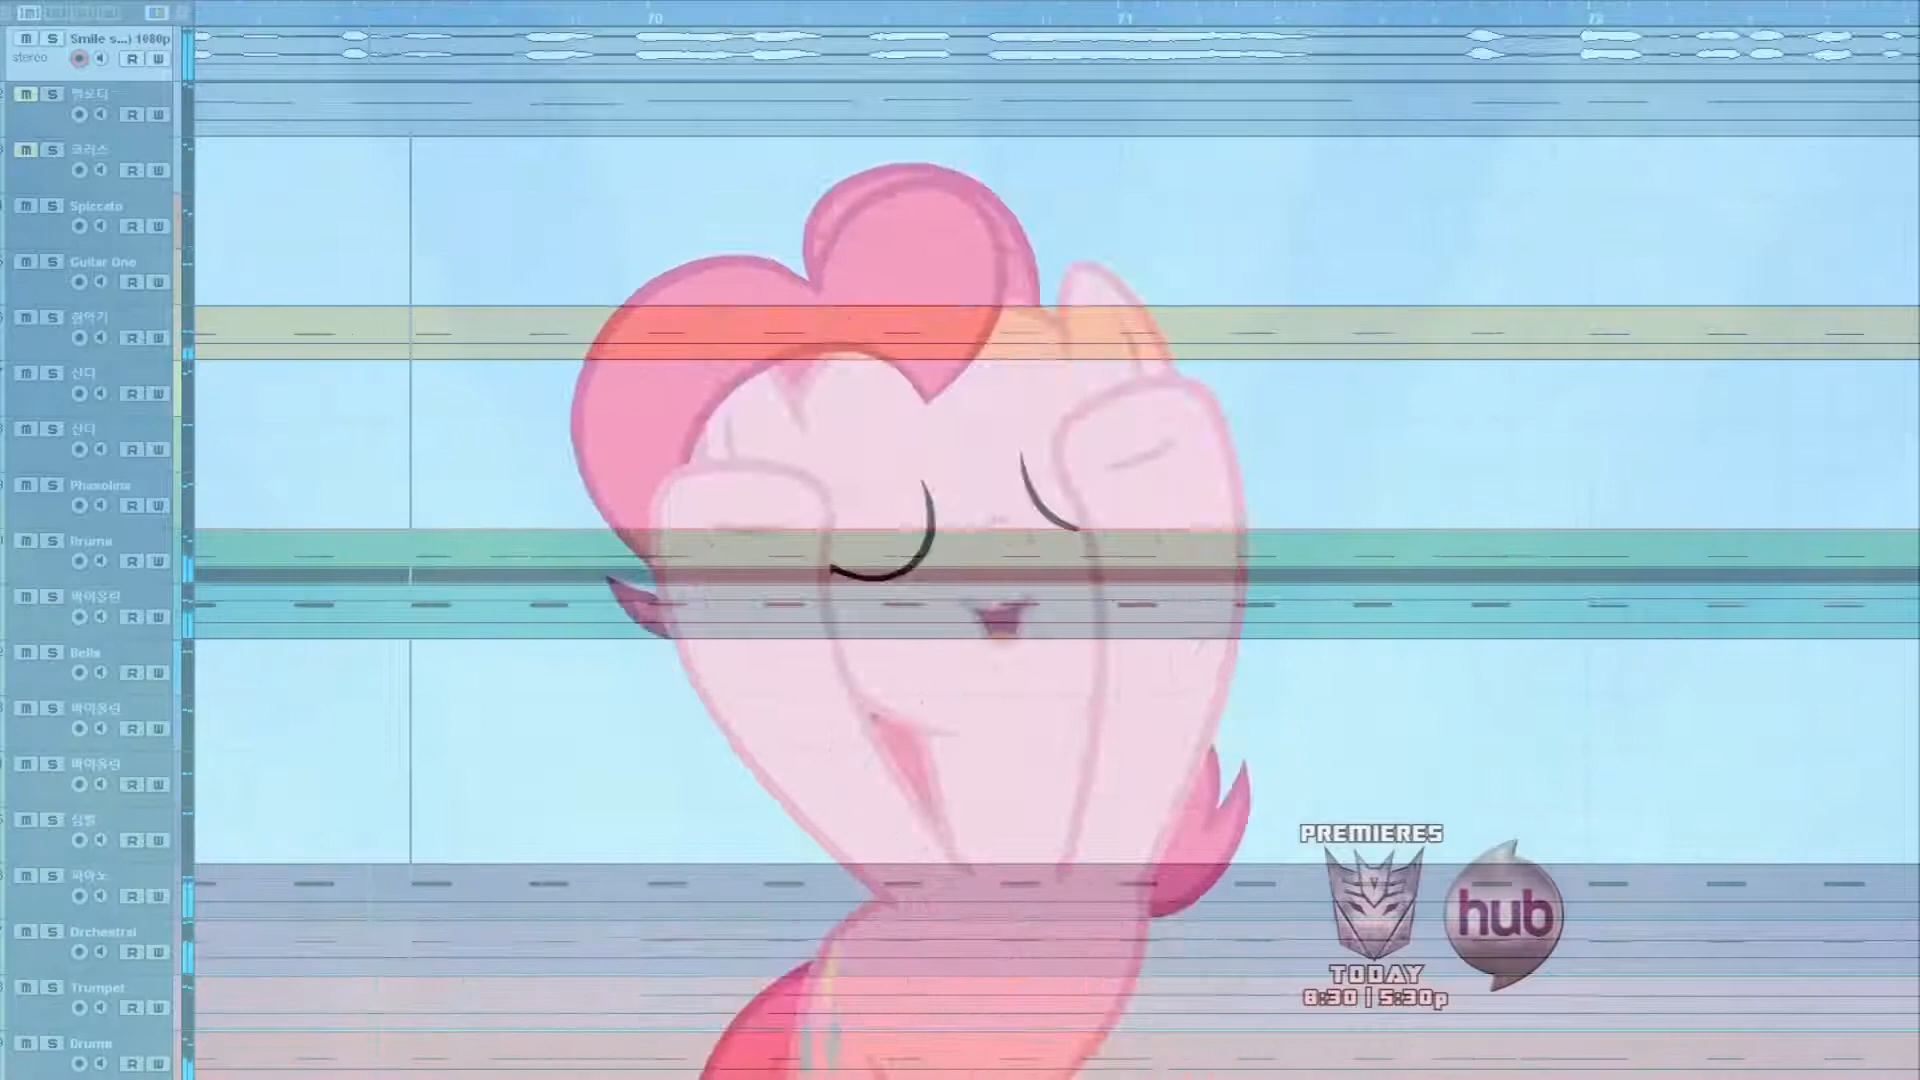 70 71 72
M S Smile s...) 1080p
stereo R W
M S 멜로디
R W
M S 코러스
R W
M S Spiccato
R W
M S Guitar One
R W
M S 현악기
R W
M S 신디
R W
M S 신디
R W
M S
R W
M S Drums
R W
M S 바이올린
R W
M S Bells
R W
M S 바이올린
R W
M S 바이올린
R W
M S 심벌
R W
M S 피아노
R W
M S Orchestral
R W
M S Trumpet
R W
M S Drums
R W
PREMIERES
hub
TODAY
8:30 | 5:30p